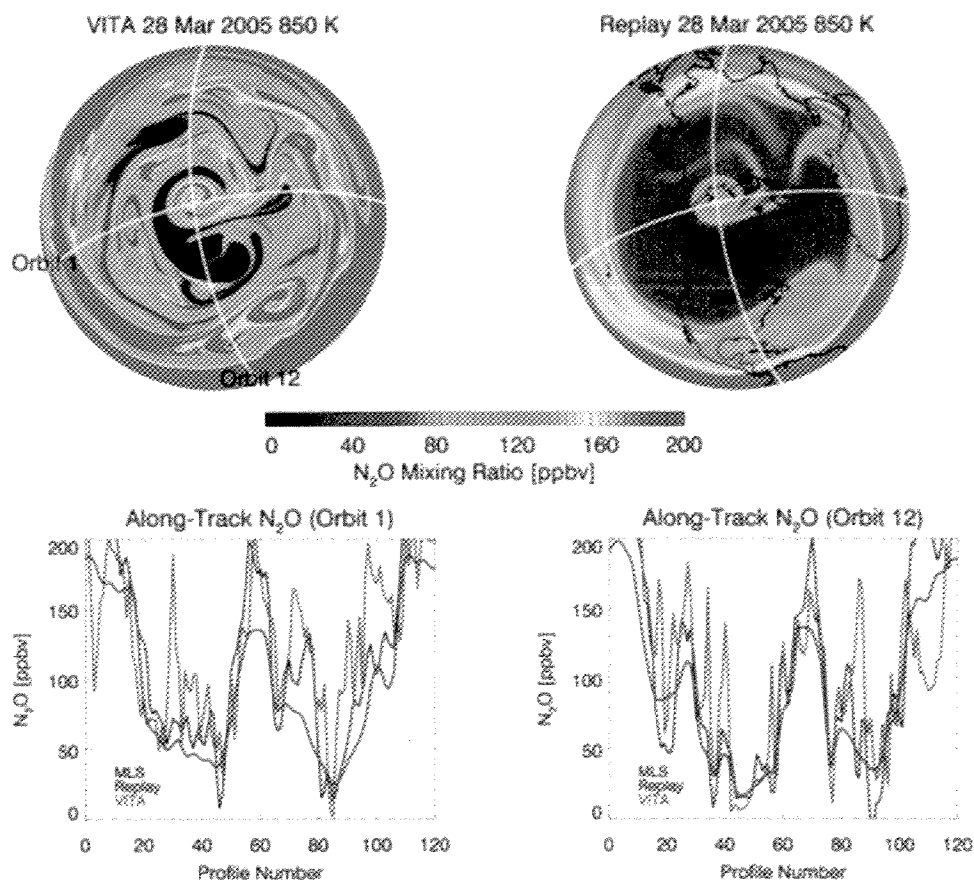 VITA 28 Mar 2005 850 K
Replay 28 Mar 2005 850 K
Orbit 1
Orbit 12
0 40 80 120 160 200
N₂O Mixing Ratio [ppbv]
Along-Track N₂O (Orbit 1)
N₂O [ppbv]
200
150
100
50
0
MLS
Replay
VITA
0 20 40 60 80 100 120
Profile Number
Along-Track N₂O (Orbit 12)
N₂O [ppbv]
200
150
100
50
0
MLS
Replay
VITA
0 20 40 60 80 100 120
Profile Number